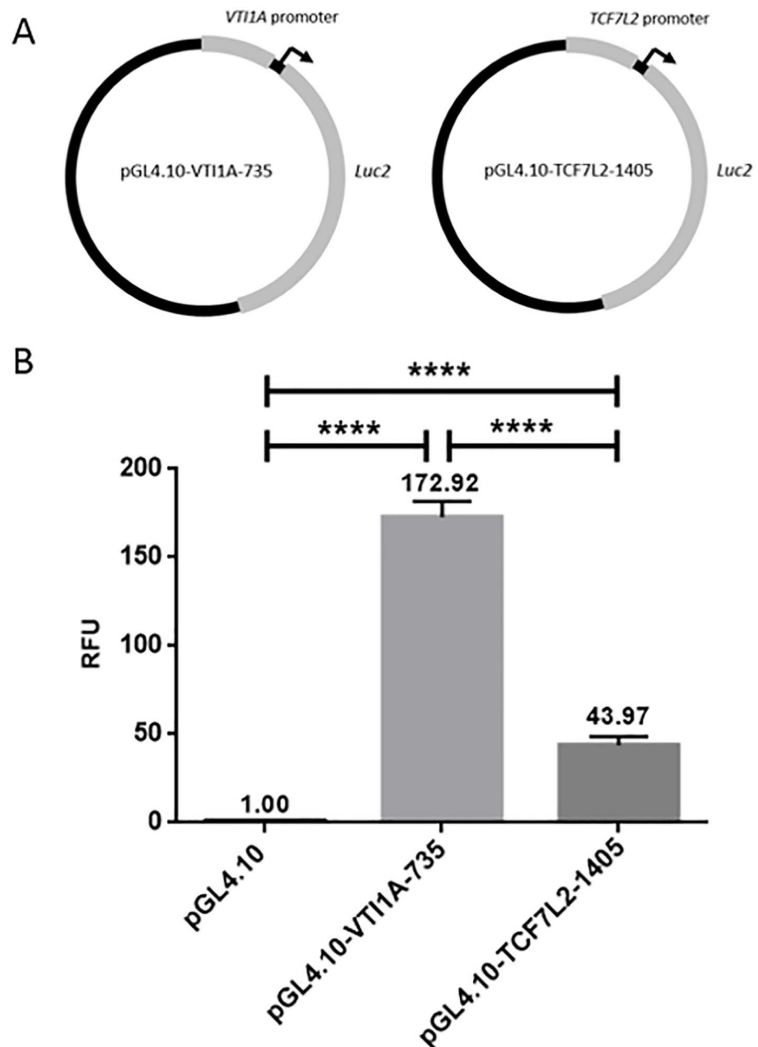 A
VTI1A promoter
TCF7L2 promoter
pGL4.10-VTI1A-735
Luc2
pGL4.10-TCF7L2-1405
Luc2
B
****
****
****
200
172.92
150
RFU
100
50
43.97
1.00
0
pGL4.10
pGL4.10-VTI1A-735
pGL4.10-TCF7L2-1405